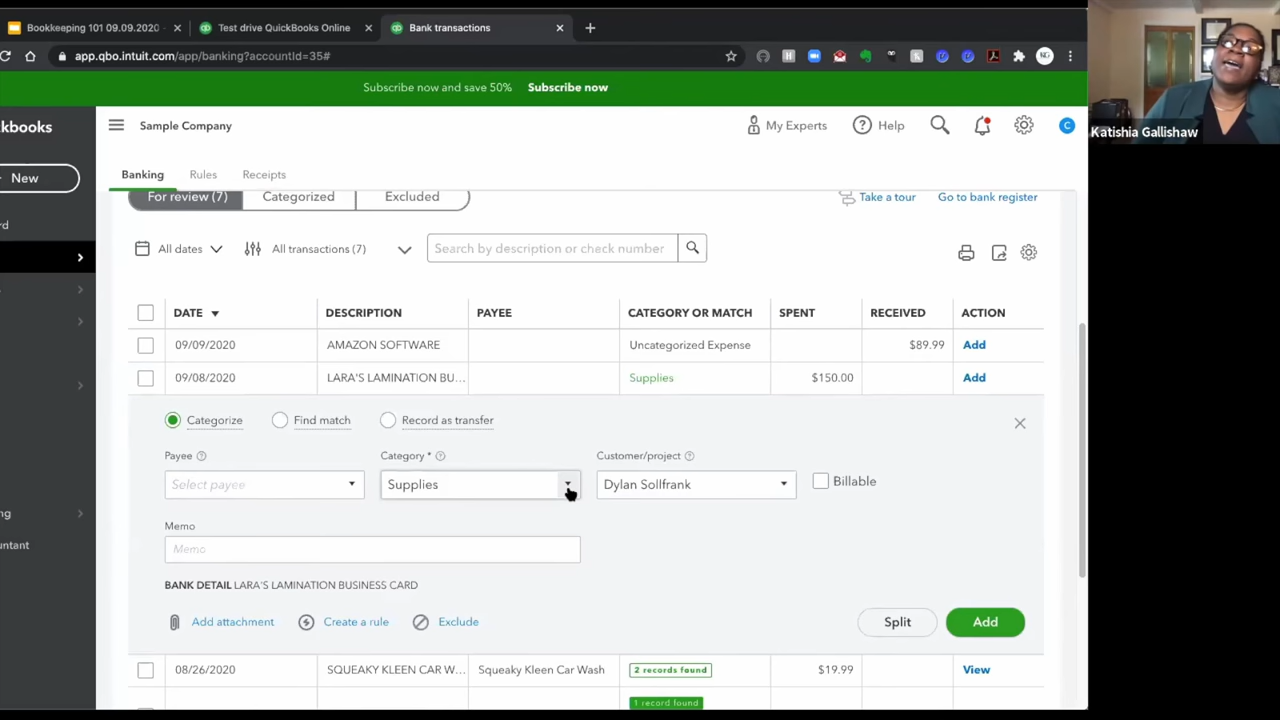 Bookkeeping 101 09.09.2020 - Test drive QuickBooks Online Bank transactions
app.qbo.intuit.com/app/banking?accountId=35#
Subscribe now and save 50% Subscribe now
Katishia Gallishaw
ckbooks Sample Company My Experts Help C
New Banking Rules Receipts
For review (7) Categorized Excluded Take a tour Go to bank register
rd
All dates All transactions (7) Search by description or check number
DATE DESCRIPTION PAYEE CATEGORY OR MATCH SPENT RECEIVED ACTION
09/09/2020 AMAZON SOFTWARE Uncategorized Expense $89.99 Add
09/08/2020 LARA'S LAMINATION BU... Supplies $150.00 Add
Categorize Find match Record as transfer
Payee Category * Customer/project
Select payee Supplies Dylan Sollfrank Billable
ng
Memo
Memo
untant
BANK DETAIL LARA'S LAMINATION BUSINESS CARD
Add attachment Create a rule Exclude Split Add
08/26/2020 SQUEAKY KLEEN CAR W... Squeaky Kleen Car Wash 2 records found $19.99 View
1 record found